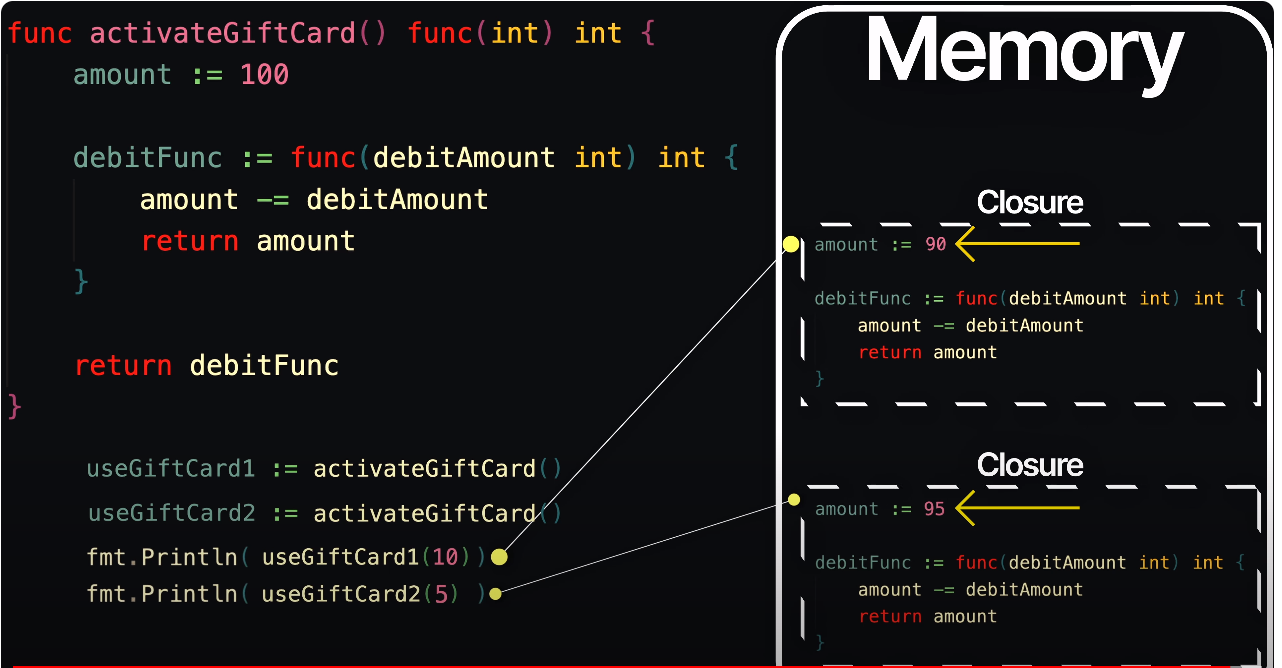 func activateGiftCard() func(int) int {
amount := 100
debitFunc := func(debitAmount int) int {
amount -= debitAmount
return amount
}
return debitFunc
}
useGiftCard1 := activateGiftCard()
useGiftCard2 := activateGiftCard()
fmt.Println( useGiftCard1(10))
fmt.Println( useGiftCard2(5) )
Memory
Closure
amount := 90
debitFunc := func(debitAmount int) int {
amount -= debitAmount
return amount
}
Closure
amount := 95
debitFunc := func(debitAmount int) int {
amount -= debitAmount
return amount
}